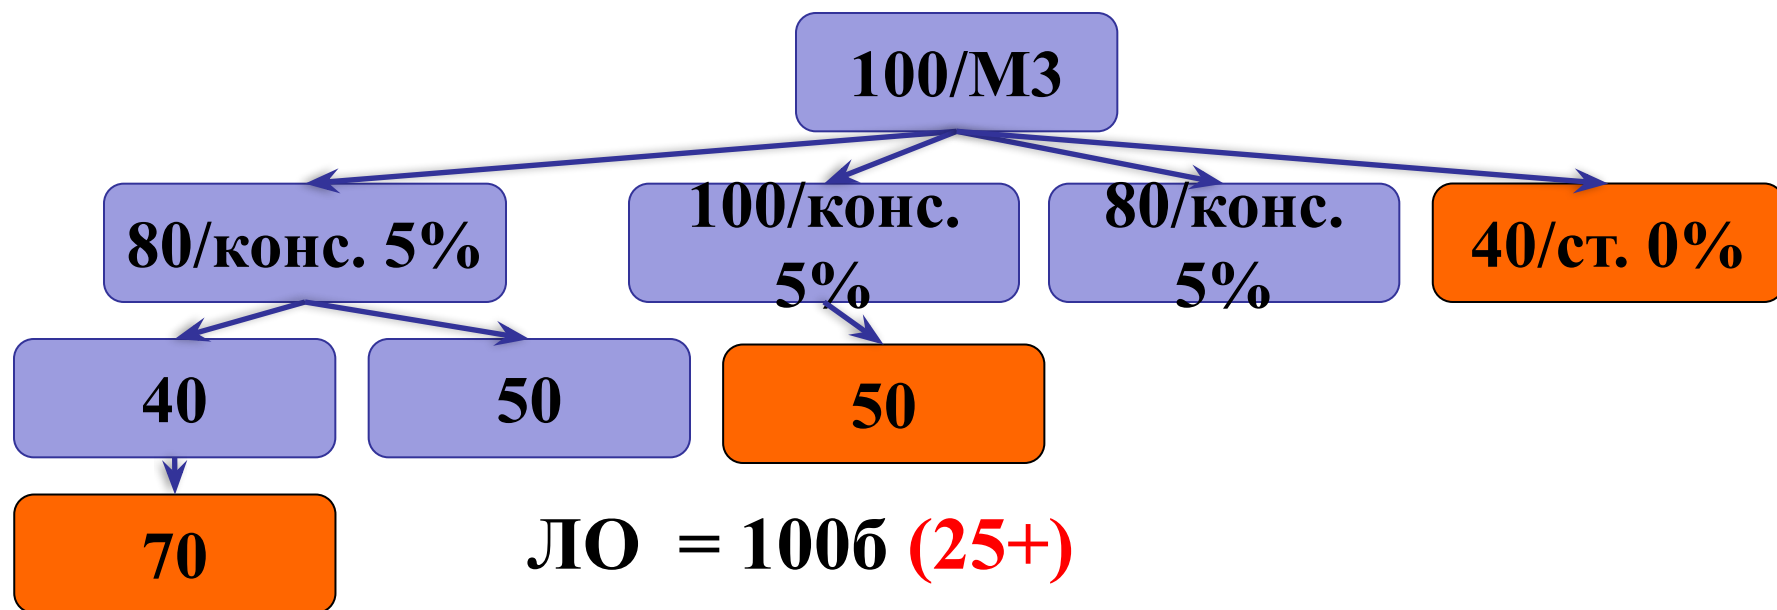 100/М3
80/конс. 5%
100/конс.
5%
80/конс.
5%
40/ст. 0%
40
50
50
70
ЛО = 100б (25+)